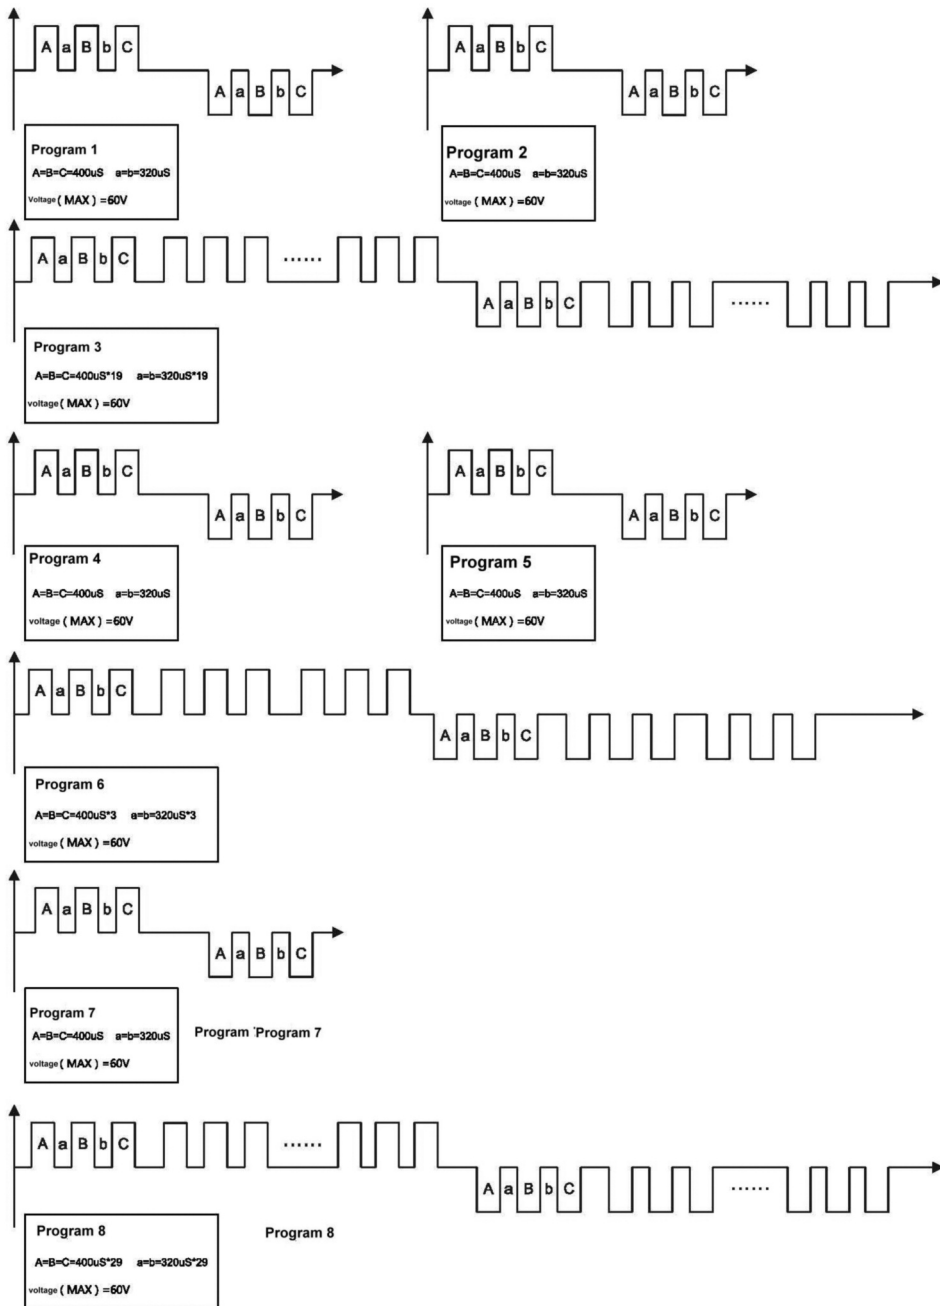 A a B b C
A a B b C
A a B b C
A a B b C
Program 1
A=B=C=400uS a=b=320uS
Voltage ( MAX ) =60V
Program 2
A=B=C=400uS a=b=320uS
voltage ( MAX ) =60V
A a B b C ......
A a B b C ......
Program 3
A=B=C=400uS*19 a=b=320uS*19
voltage ( MAX ) =60V
A a B b C
A a B b C
A a B b C
A a B b C
Program 4
A=B=C=400uS a=b=320uS
voltage ( MAX ) =60V
Program 5
A=B=C=400uS a=b=320uS
voltage ( MAX ) =60V
A a B b C
A a B b C
Program 6
A=B=C=400uS*3 a=b=320uS*3
voltage ( MAX ) =60V
A a B b C
A a B b C
Program 7
A=B=C=400uS a=b=320uS
voltage ( MAX ) =60V
Program Program 7
A a B b C ......
A a B b C ......
Program 8
A=B=C=400uS*29 a=b=320uS*29
voltage ( MAX ) =60V
Program 8